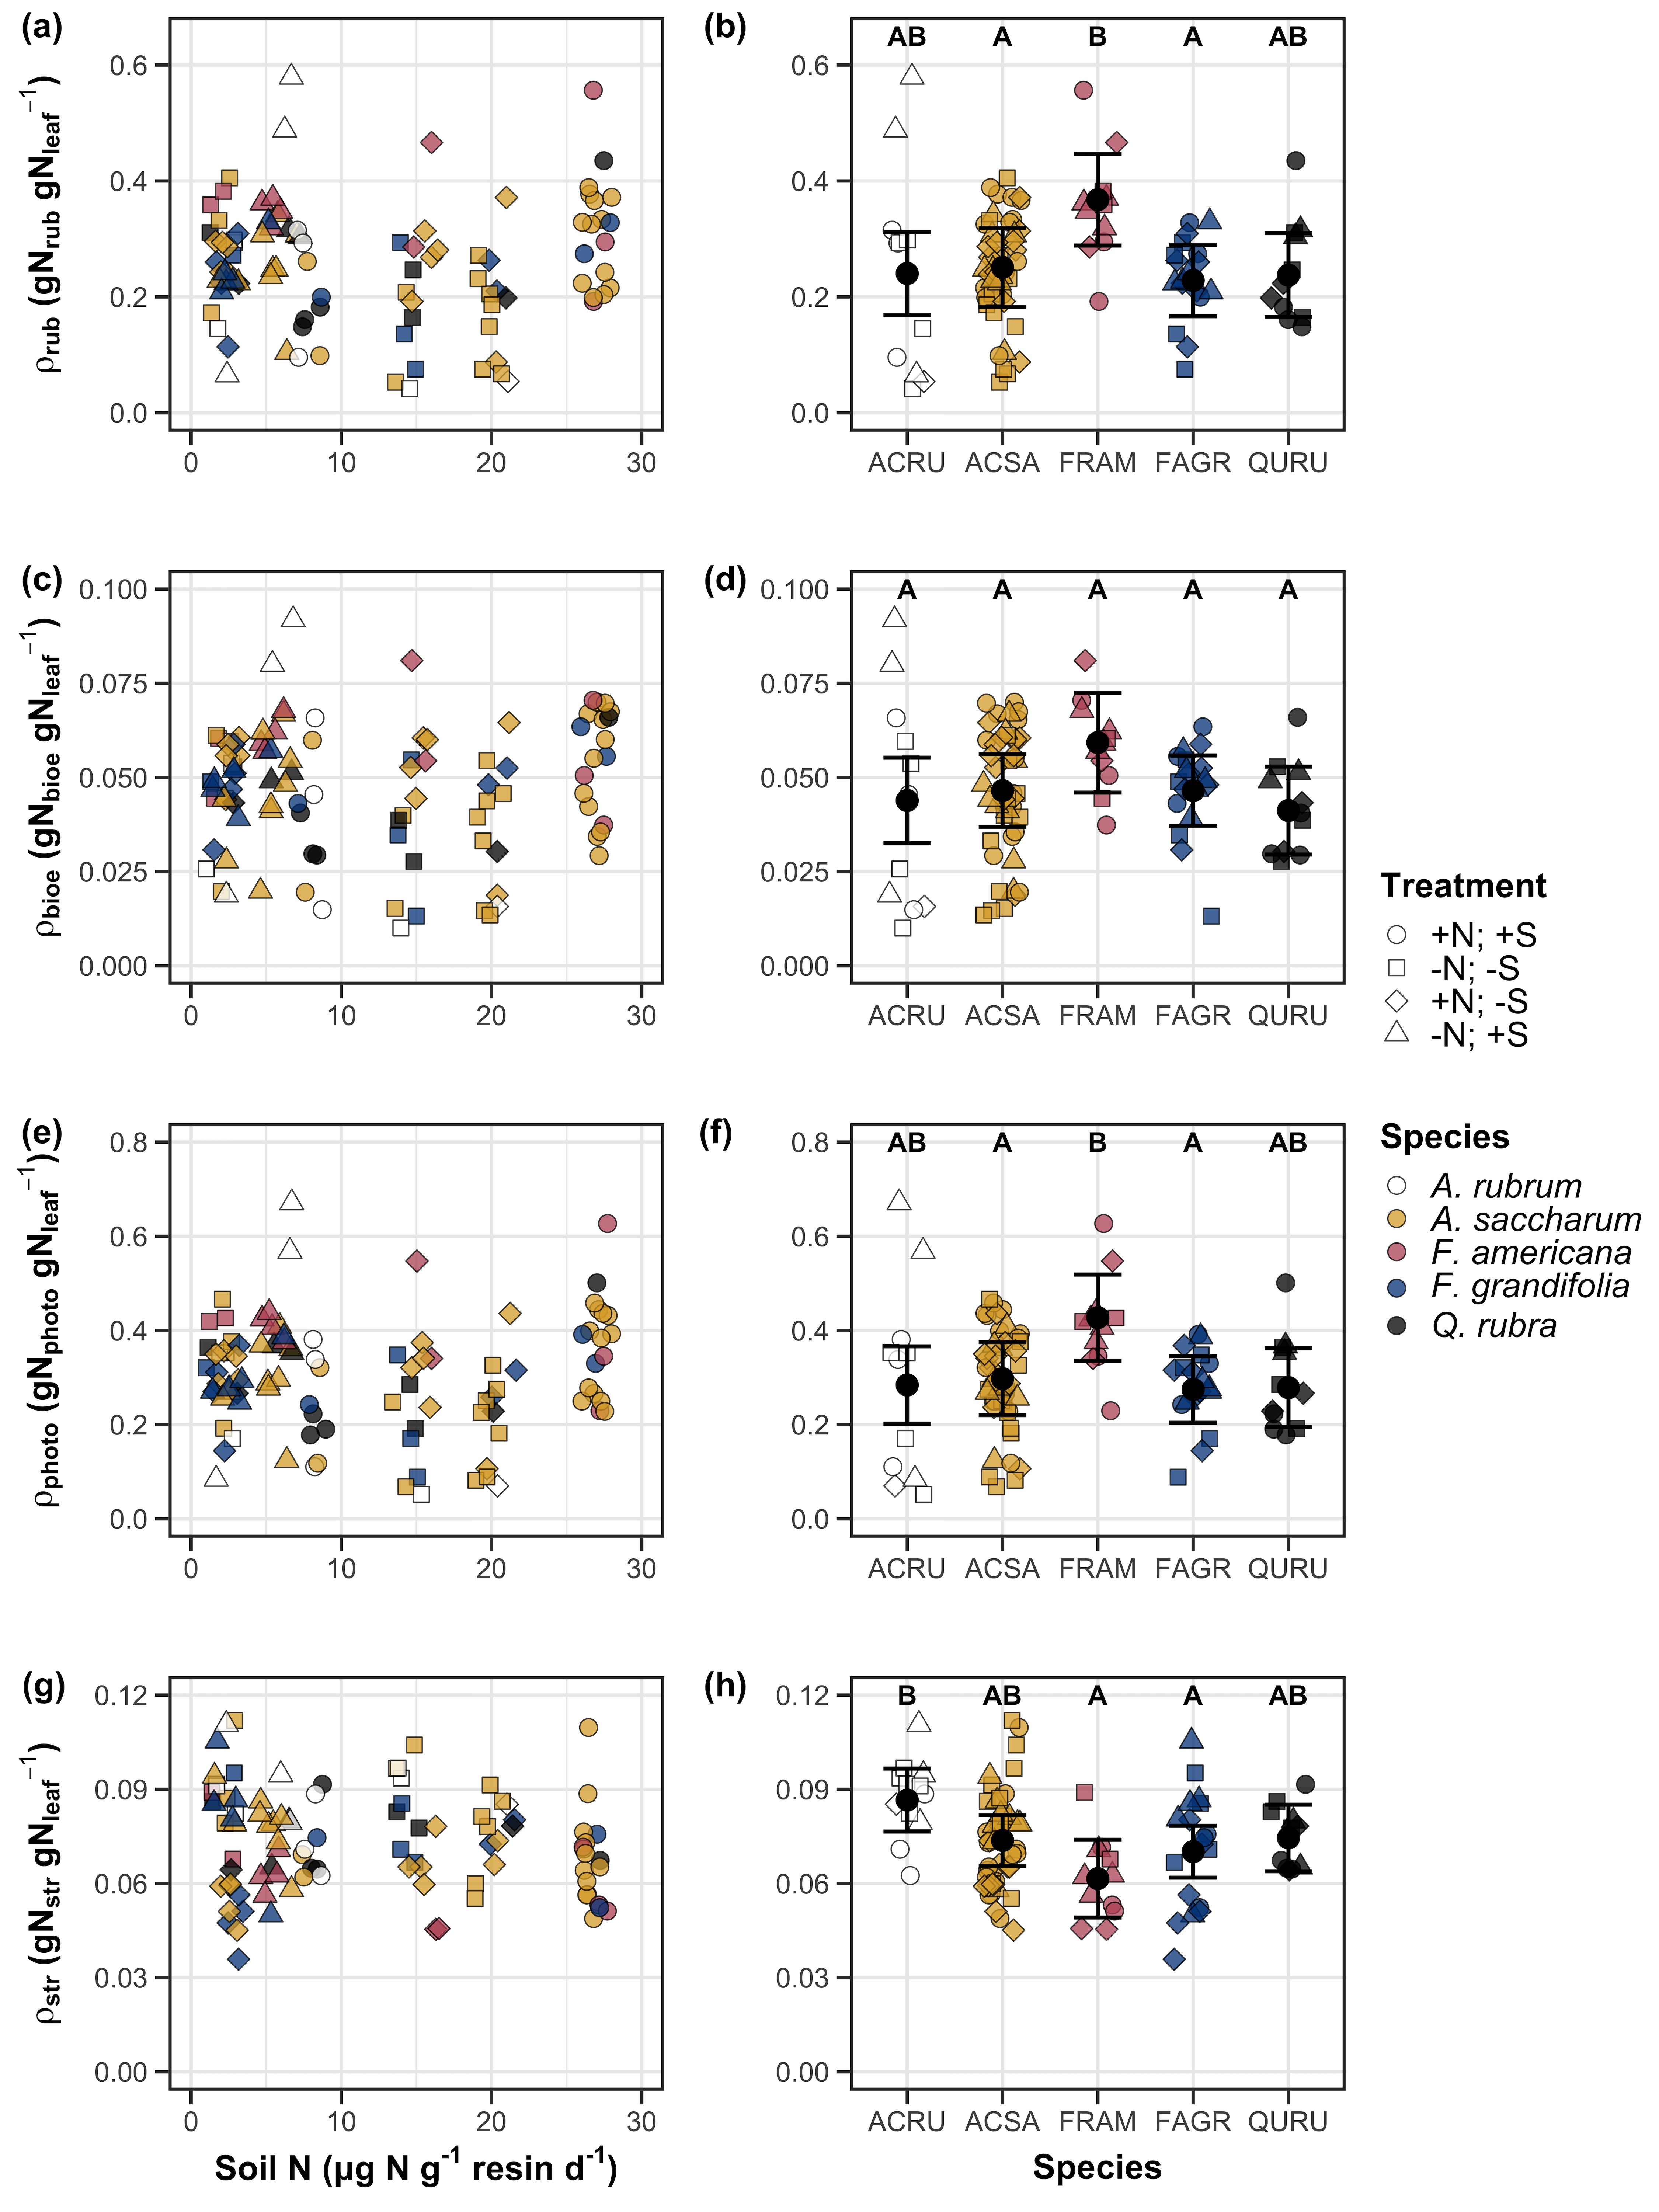 (a)
ρrub (gNrub gNleaf−1)
0.6
0.4
0.2
0.0
0 10 20 30
(b)
AB A B A AB
0.6
0.4
0.2
0.0
ACRU ACSA FRAM FAGR QURU
(c)
ρbioe (gNbioe gNleaf−1)
0.100
0.075
0.050
0.025
0.000
0 10 20 30
(d)
A A A A A
0.100
0.075
0.050
0.025
0.000
ACRU ACSA FRAM FAGR QURU
(e)
ρphoto (gNphoto gNleaf−1)
0.8
0.6
0.4
0.2
0.0
0 10 20 30
(f)
AB A B A AB
0.8
0.6
0.4
0.2
0.0
ACRU ACSA FRAM FAGR QURU
(g)
ρstr (gNstr gNleaf−1)
0.12
0.09
0.06
0.03
0.00
0 10 20 30
Soil N (μg N g-1 resin d-1)
(h)
B AB A A AB
0.12
0.09
0.06
0.03
0.00
ACRU ACSA FRAM FAGR QURU
Species
Treatment
+N; +S
-N; -S
+N; -S
-N; +S
Species
A. rubrum
A. saccharum
F. americana
F. grandifolia
Q. rubra